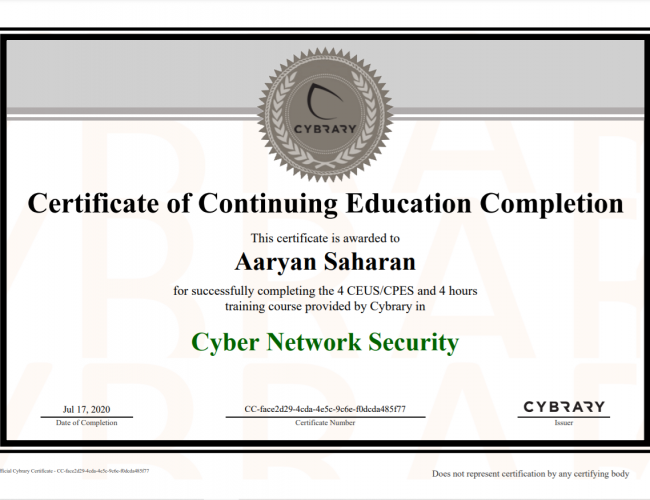 CYBRARY
Certificate of Continuing Education Completion
This certificate is awarded to
Aaryan Saharan
for successfully completing the 4 CEUS/CPES and 4 hours
training course provided by Cybrary in
Cyber Network Security
Jul 17, 2020
Date of Completion
CC-face2d29-4cda-4e5c-9c6e-f0dcda485f77
Certificate Number
CYBRARY
Issuer
ficial Cybrary Certificate - CC-face2d29-4cda-4e5c-9c6e-f0dcda485f77
Does not represent certification by any certifying body